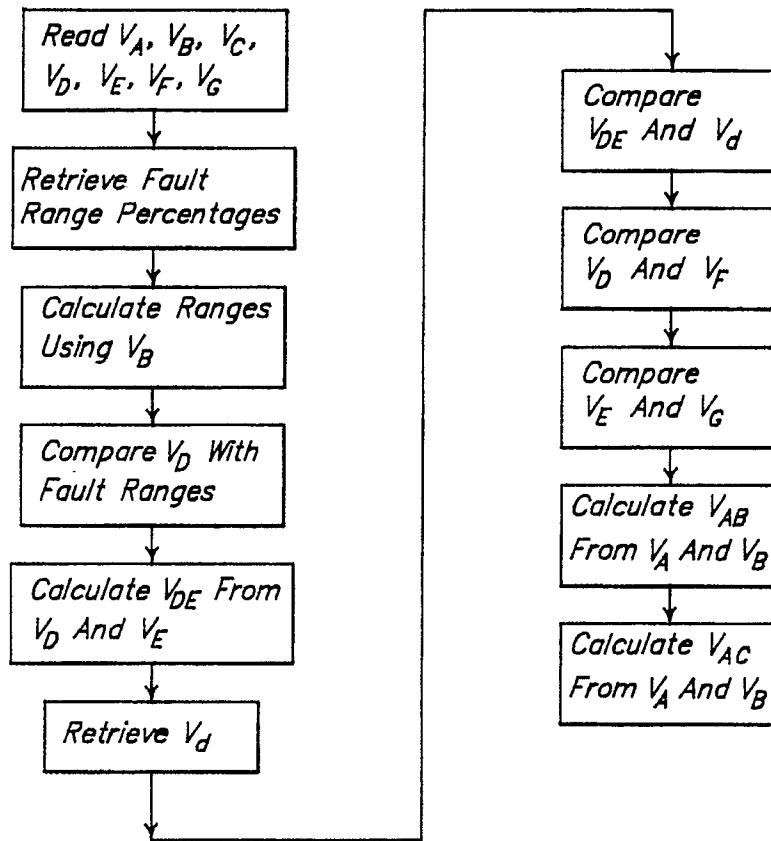 Read V_A, V_B, V_C,
V_D, V_E, V_F, V_G
Retrieve Fault
Range Percentages
Calculate Ranges
Using V_B
Compare V_D With
Fault Ranges
Calculate V_DE From
V_D And V_E
Retrieve V_d
Compare
V_DE And V_d
Compare
V_D And V_F
Compare
V_E And V_G
Calculate V_AB
From V_A And V_B
Calculate V_AC
From V_A And V_B